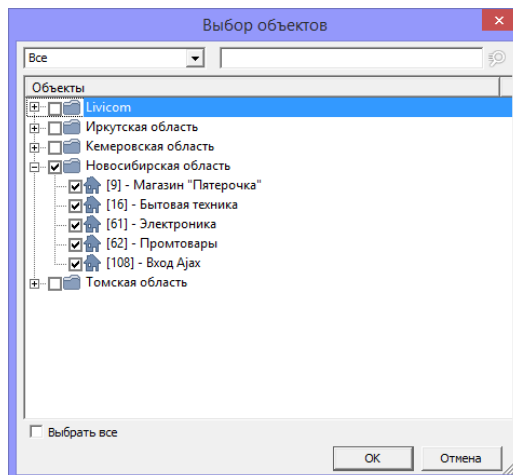 Выбор объектов
Все
Объекты
Livicom
Иркутская область
Кемеровская область
Новосибирская область
[9] - Магазин "Пятерочка"
[16] - Бытовая техника
[61] - Электроника
[62] - Промтовары
[108] - Вход Ajax
Томская область
Выбрать все
ОК
Отмена